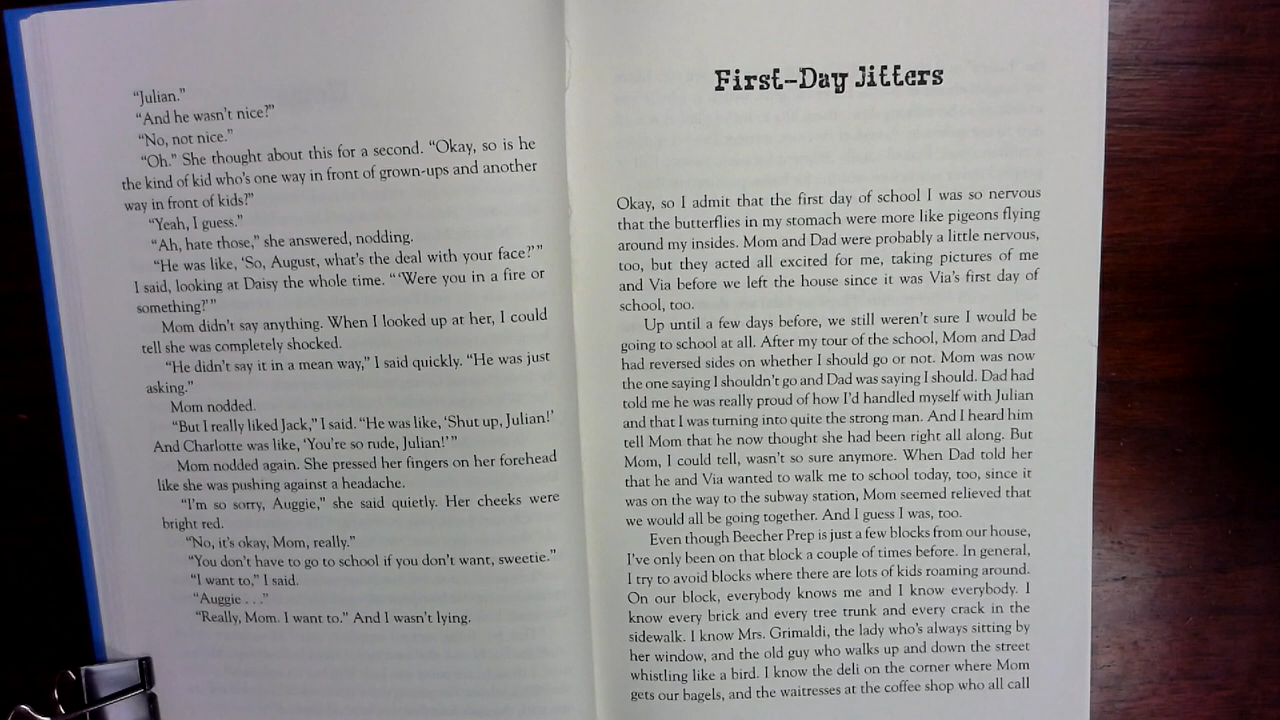 “Julian.”
“And he wasn’t nice?”
“No, not nice.”
“Oh.” She thought about this for a second. “Okay, so is he
the kind of kid who’s one way in front of grown-ups and another
way in front of kids?”
“Yeah, I guess.”
“Ah, hate those,” she answered, nodding.
“He was like, ‘So, August, what’s the deal with your face?’ ”
I said, looking at Daisy the whole time. “ ‘Were you in a fire or
something?’ ”
Mom didn’t say anything. When I looked up at her, I could
tell she was completely shocked.
“He didn’t say it in a mean way,” I said quickly. “He was just
asking.”
Mom nodded.
“But I really liked Jack,” I said. “He was like, ‘Shut up, Julian!’
And Charlotte was like, ‘You’re so rude, Julian!’ ”
Mom nodded again. She pressed her fingers on her forehead
like she was pushing against a headache.
“I’m so sorry, Auggie,” she said quietly. Her cheeks were
bright red.
“No, it’s okay, Mom, really.”
“You don’t have to go to school if you don’t want, sweetie.”
“I want to,” I said.
“Auggie . . .”
“Really, Mom. I want to.” And I wasn’t lying.
First-Day Jitters
Okay, so I admit that the first day of school I was so nervous
that the butterflies in my stomach were more like pigeons flying
around my insides. Mom and Dad were probably a little nervous,
too, but they acted all excited for me, taking pictures of me
and Via before we left the house since it was Via’s first day of
school, too.
Up until a few days before, we still weren’t sure I would be
going to school at all. After my tour of the school, Mom and Dad
had reversed sides on whether I should go or not. Mom was now
the one saying I shouldn’t go and Dad was saying I should. Dad had
told me he was really proud of how I’d handled myself with Julian
and that I was turning into quite the strong man. And I heard him
tell Mom that he now thought she had been right all along. But
Mom, I could tell, wasn’t so sure anymore. When Dad told her
that he and Via wanted to walk me to school today, too, since it
was on the way to the subway station, Mom seemed relieved that
we would all be going together. And I guess I was, too.
Even though Beecher Prep is just a few blocks from our house,
I’ve only been on that block a couple of times before. In general,
I try to avoid blocks where there are lots of kids roaming around.
On our block, everybody knows me and I know everybody. I
know every brick and every tree trunk and every crack in the
sidewalk. I know Mrs. Grimaldi, the lady who’s always sitting by
her window, and the old guy who walks up and down the street
whistling like a bird. I know the deli on the corner where Mom
gets our bagels, and the waitresses at the coffee shop who all call